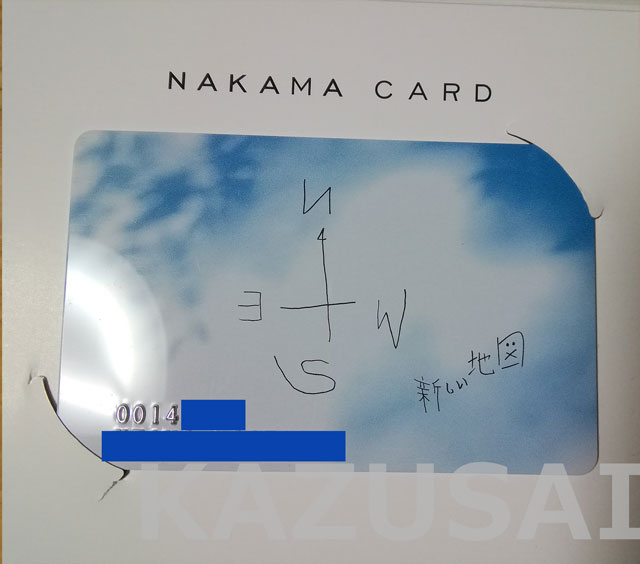 NAKAMA CARD
N
E W
S
新しい地図
0014
KAZUSAI